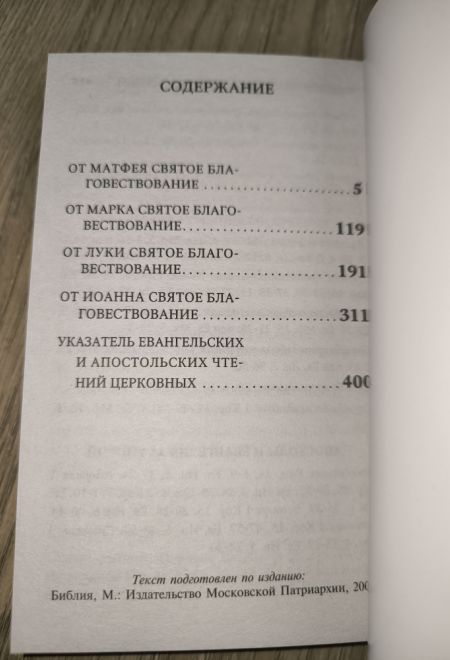 СОДЕРЖАНИЕ
ОТ МАТФЕЯ СВЯТОЕ БЛА-
ГОВЕСТВОВАНИЕ ..................... 5
ОТ МАРКА СВЯТОЕ БЛАГО-
ВЕСТВОВАНИЕ....................... 119
ОТ ЛУКИ СВЯТОЕ БЛАГО-
ВЕСТВОВАНИЕ....................... 191
ОТ ИОАННА СВЯТОЕ БЛА-
ГОВЕСТВОВАНИЕ ................... 311
УКАЗАТЕЛЬ ЕВАНГЕЛЬСКИХ
И АПОСТОЛЬСКИХ ЧТЕ-
НИЙ ЦЕРКОВНЫХ ................... 400
Текст подготовлен по изданию:
Библия, М.: Издательство Московской Патриархии,